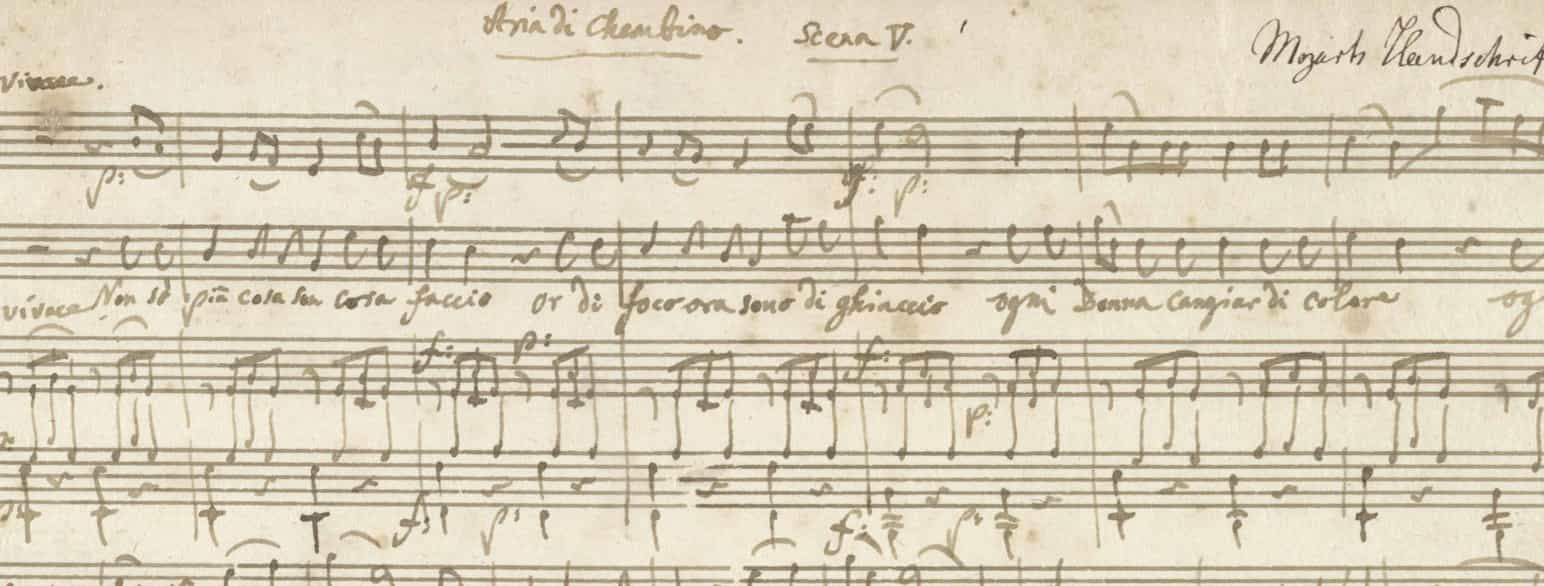 Aria di Cherubino. Scena V.
Mozarts Handschrift
vivace.
p:
f p:
f: p:
vivace Non sò più cosa son cosa faccio or di foco ora sono di ghiaccio ogni Donna cangiar di colore og
f: p: f: p:
f: p: f: p: